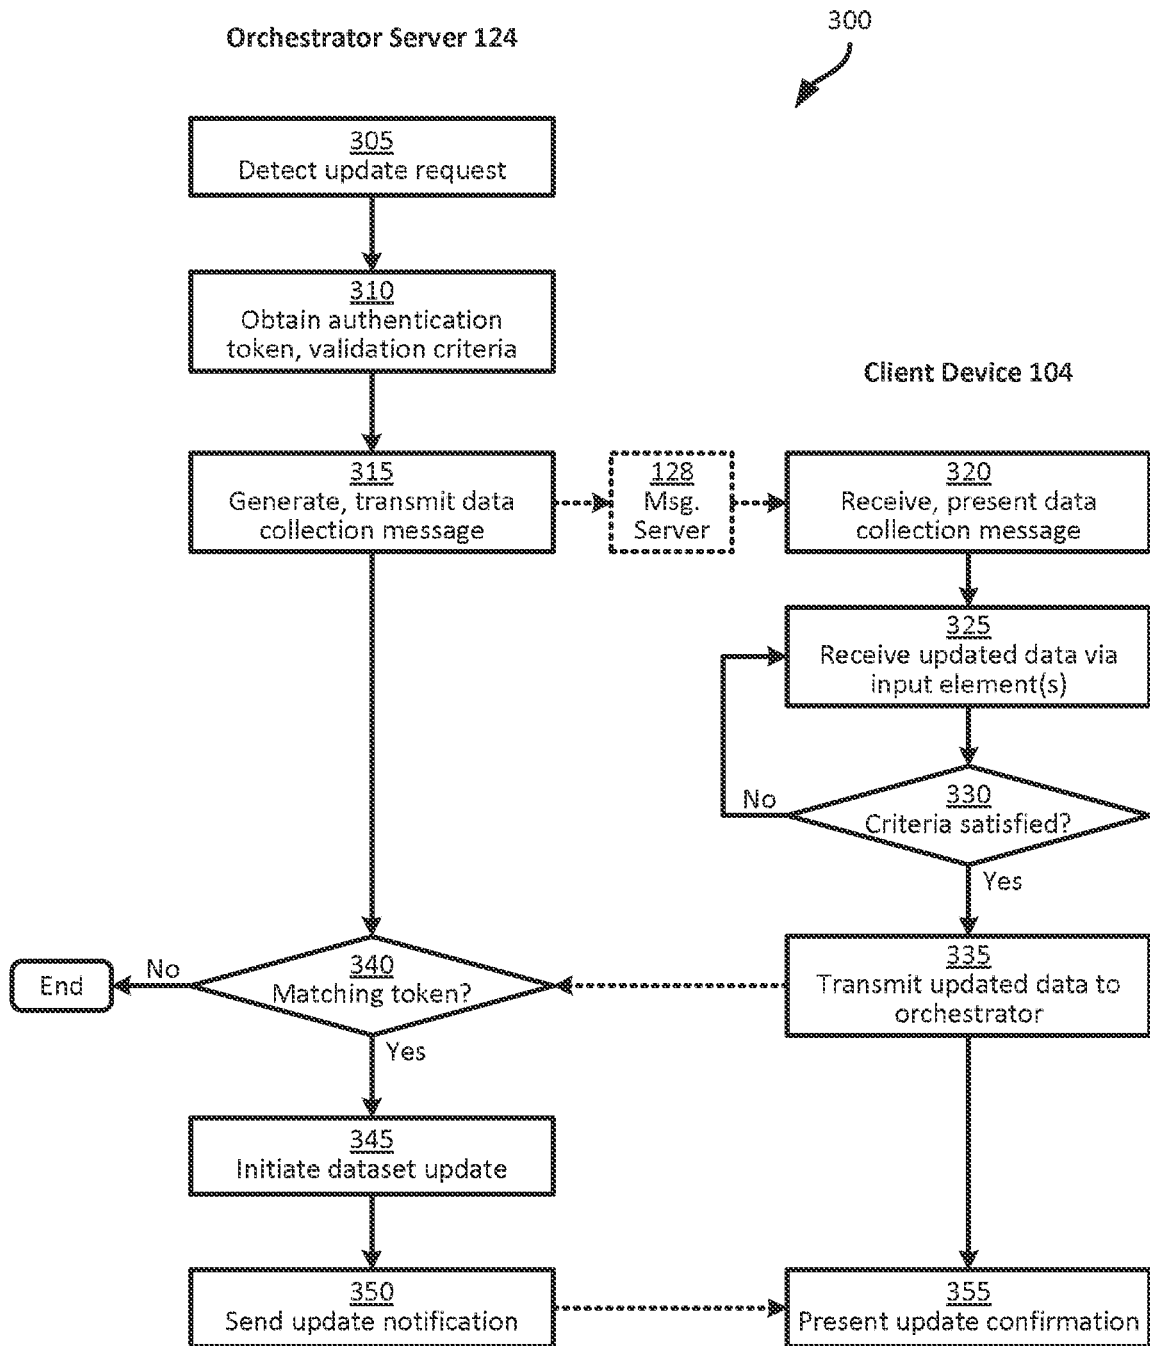 300
Orchestrator Server 124
305
Detect update request
310
Obtain authentication
token, validation criteria
Client Device 104
315
Generate, transmit data
collection message
128
Msg.
Server
320
Receive, present data
collection message
325
Receive updated data via
input element(s)
330
Criteria satisfied?
No
Yes
335
Transmit updated data to
orchestrator
340
Matching token?
No
End
Yes
345
Initiate dataset update
350
Send update notification
355
Present update confirmation